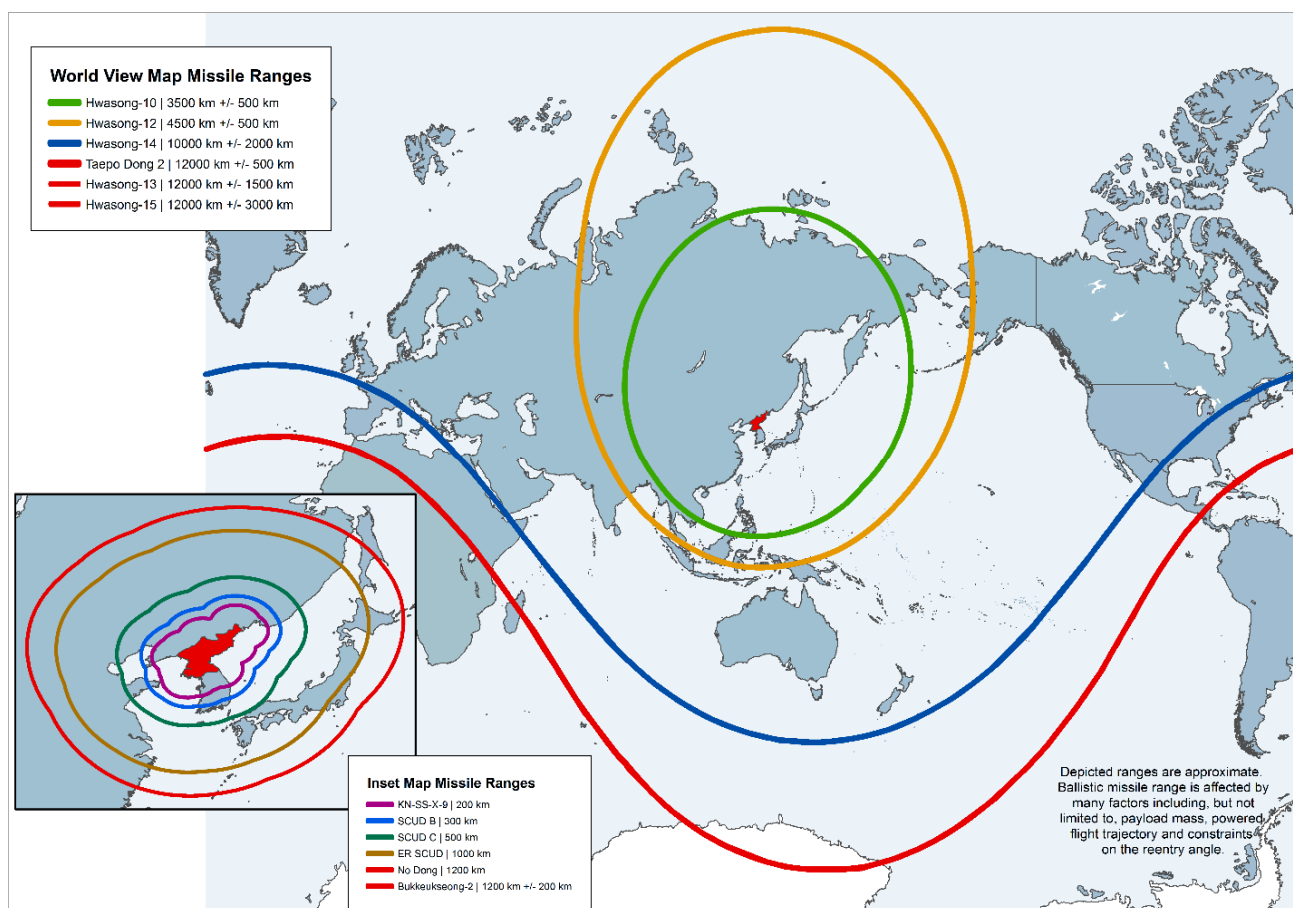 World View Map Missile Ranges
Hwasong-10 | 3500 km +/- 500 km
Hwasong-12 | 4500 km +/- 500 km
Hwasong-14 | 10000 km +/- 2000 km
Taepo Dong 2 | 12000 km +/- 500 km
Hwasong-13 | 12000 km +/- 1500 km
Hwasong-15 | 12000 km +/- 3000 km
Inset Map Missile Ranges
KN-SS-X-9 | 200 km
SCUD B | 300 km
SCUD C | 500 km
ER SCUD | 1000 km
No Dong | 1200 km
Bukkeukseong-2 | 1200 km +/- 200 km
Depicted ranges are approximate.
Ballistic missile range is affected by
many factors including, but not
limited to, payload mass, powered
flight trajectory and constraints
on the reentry angle.